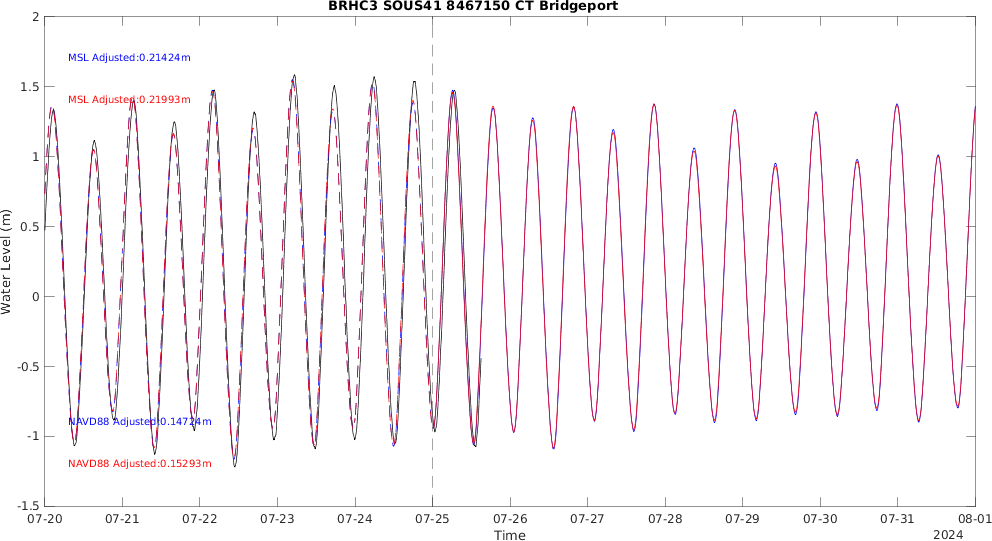 BRHC3 SOUS41 8467150 CT Bridgeport
2
1.5
1
0.5
0
-0.5
-1
-1.5
Water Level (m)
MSL Adjusted:0.21424m
MSL Adjusted:0.21993m
NAVD88 Adjusted:0.14724m
NAVD88 Adjusted:0.15293m
07-20 07-21 07-22 07-23 07-24 07-25 07-26 07-27 07-28 07-29 07-30 07-31 08-01
Time
2024